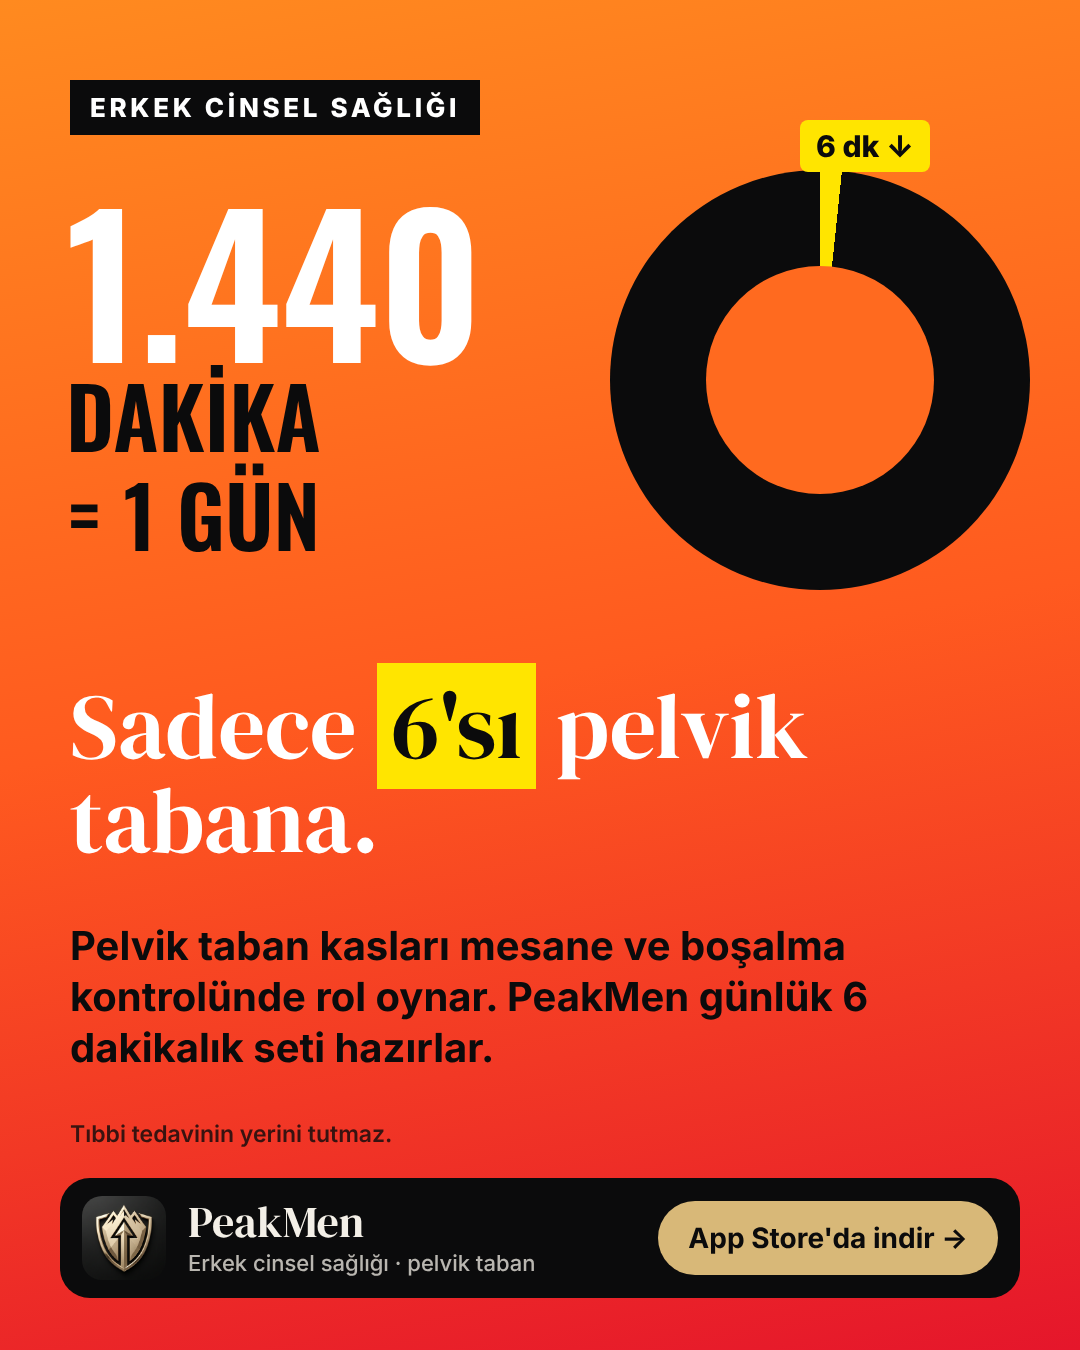 ERKEK CİNSEL SAĞLIĞI
6 dk ↓
1.440
DAKİKA
= 1 GÜN
Sadece 6'sı pelvik
tabana.
Pelvik taban kasları mesane ve boşalma
kontrolünde rol oynar. PeakMen günlük 6
dakikalık seti hazırlar.
Tıbbi tedavinin yerini tutmaz.
PeakMen
Erkek cinsel sağlığı · pelvik taban
App Store'da indir →